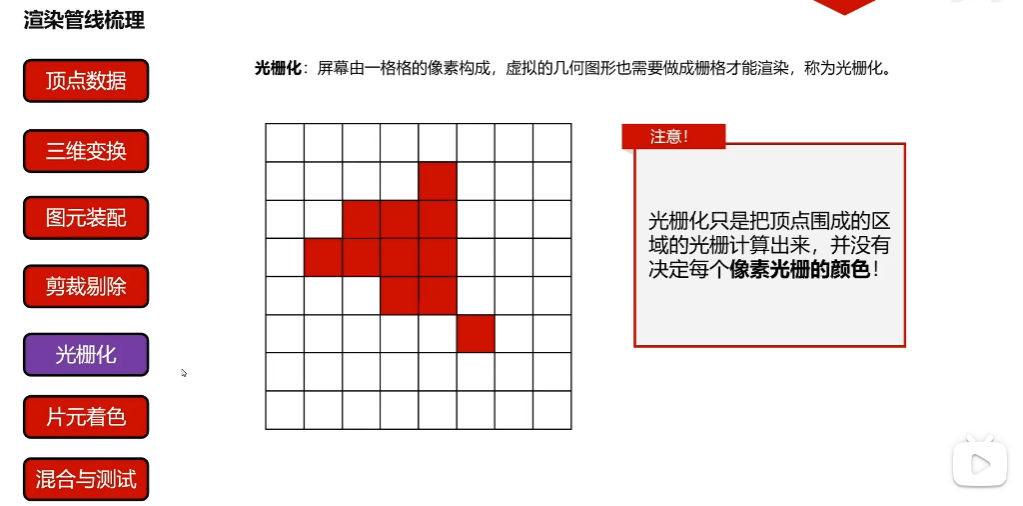 渲染管线梳理
顶点数据
三维变换
图元装配
剪裁剔除
光栅化
片元着色
混合与测试
光栅化：屏幕由一格格的像素构成，虚拟的几何图形也需要做成栅格才能渲染，称为光栅化。
注意！
光栅化只是把顶点围成的区
域的光栅计算出来，并没有
决定每个像素光栅的颜色！